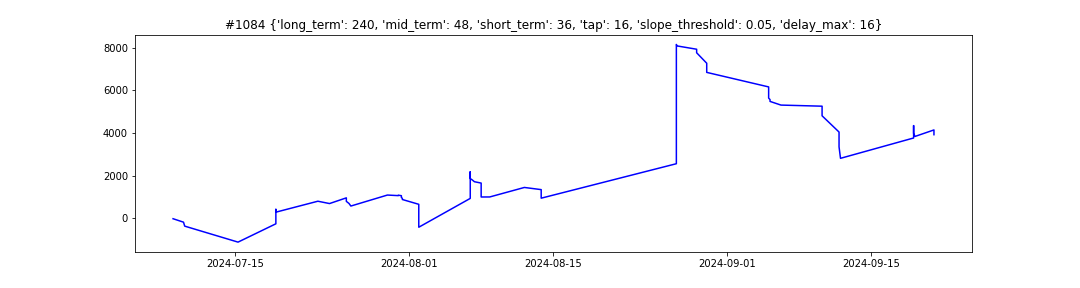 #1084 {'long_term': 240, 'mid_term': 48, 'short_term': 36, 'tap': 16, 'slope_threshold': 0.05, 'delay_max': 16}
8000
6000
4000
2000
0
2024-07-15 2024-08-01 2024-08-15 2024-09-01 2024-09-15